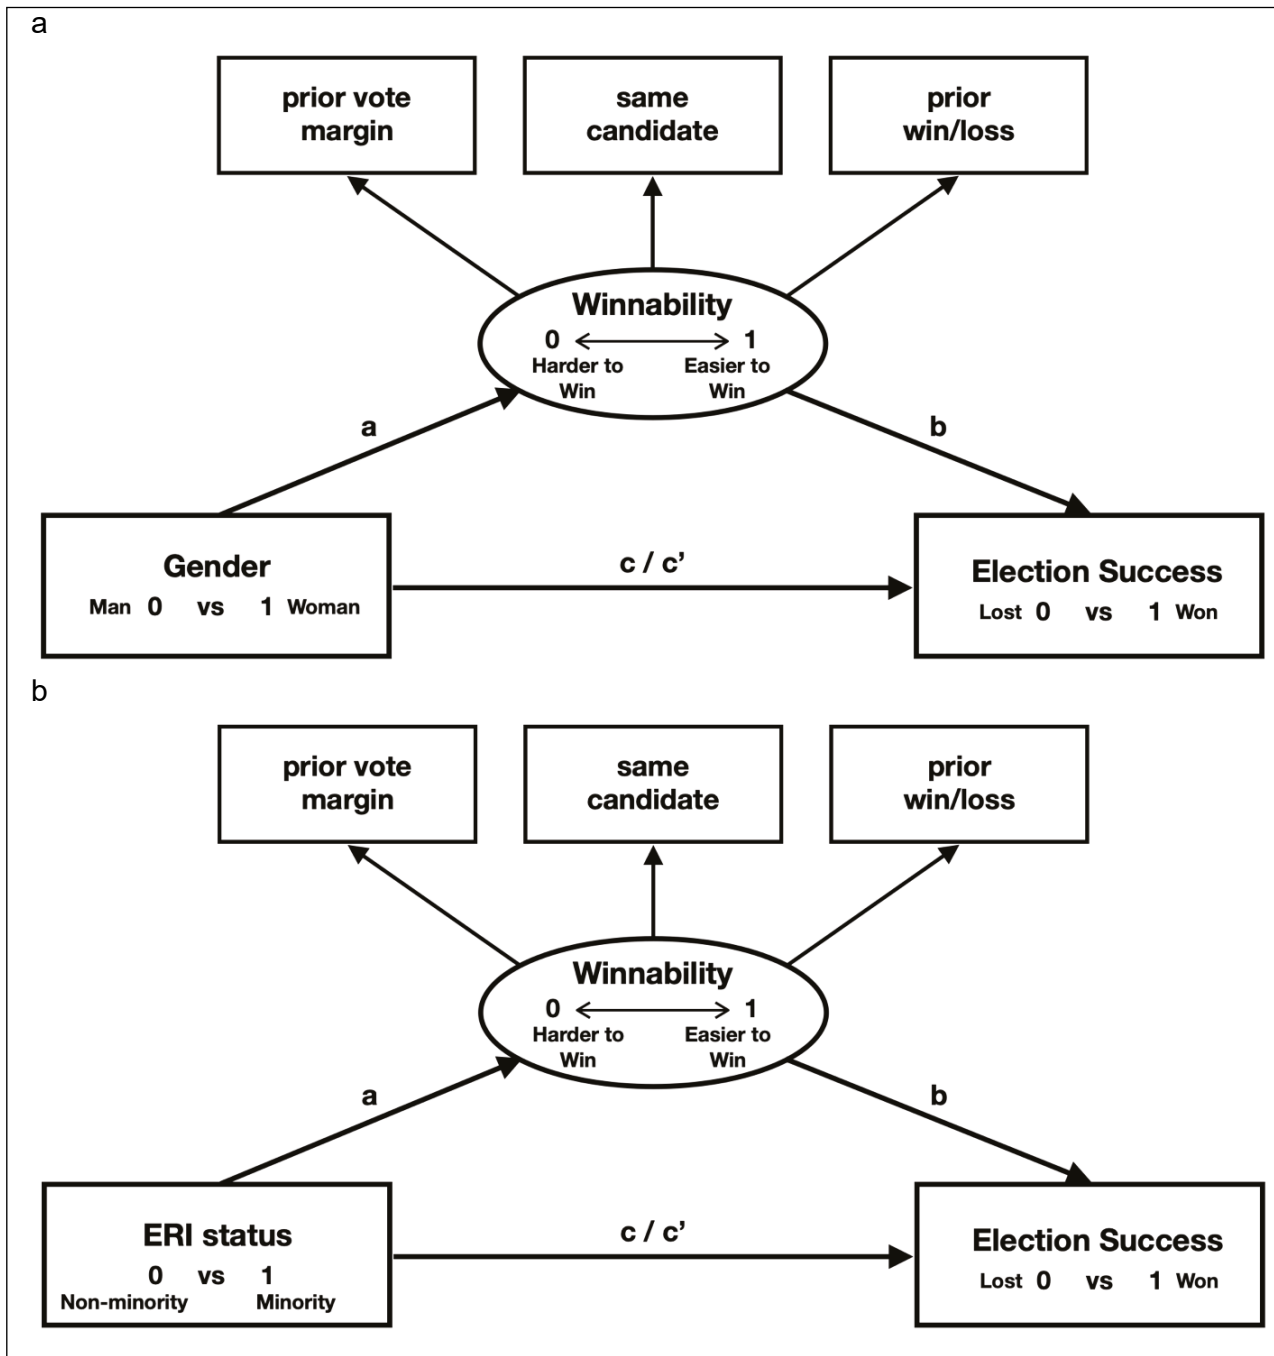 a
prior vote
margin
same
candidate
prior
win/loss
Winnability
0 1
Harder to
Win
Easier to
Win
a
b
Gender
Man 0 vs 1 Woman
c / c’
Election Success
Lost 0 vs 1 Won
b
prior vote
margin
same
candidate
prior
win/loss
Winnability
0 1
Harder to
Win
Easier to
Win
a
b
ERI status
0 vs 1
Non-minority Minority
c / c’
Election Success
Lost 0 vs 1 Won